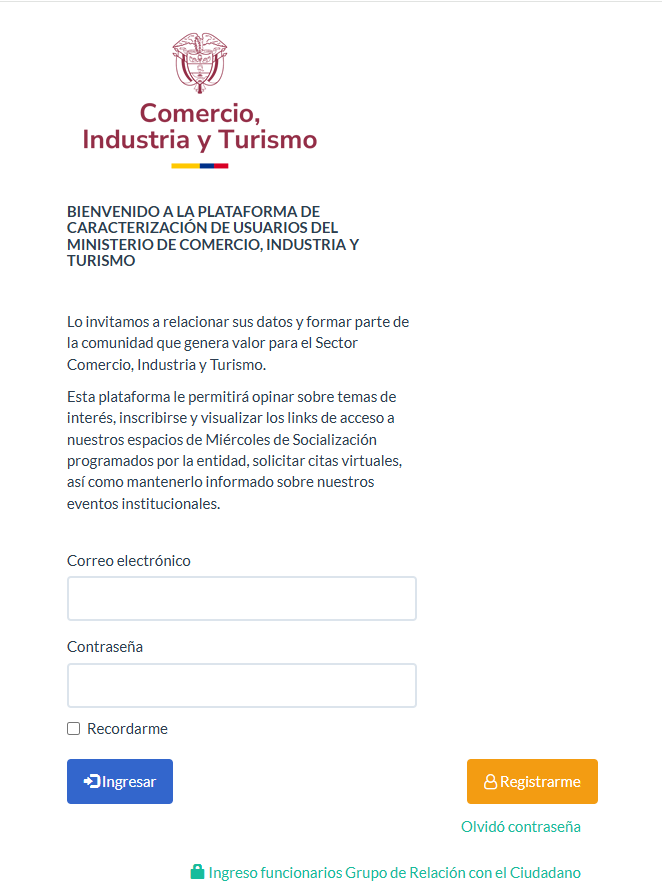 Comercio,
Industria y Turismo
BIENVENIDO A LA PLATAFORMA DE
CARACTERIZACIÓN DE USUARIOS DEL
MINISTERIO DE COMERCIO, INDUSTRIA Y
TURISMO
Lo invitamos a relacionar sus datos y formar parte de
la comunidad que genera valor para el Sector
Comercio, Industria y Turismo.
Esta plataforma le permitirá opinar sobre temas de
interés, inscribirse y visualizar los links de acceso a
nuestros espacios de Miércoles de Socialización
programados por la entidad, solicitar citas virtuales,
así como mantenerlo informado sobre nuestros
eventos institucionales.
Correo electrónico
Contraseña
Recordarme
Ingresar
Registrarme
Olvidó contraseña
Ingreso funcionarios Grupo de Relación con el Ciudadano